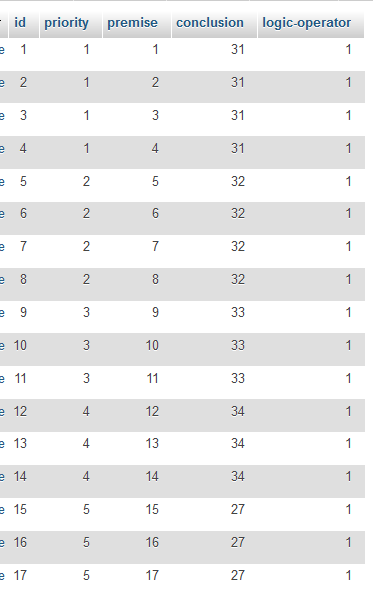 id priority premise conclusion logic-operator
e 1 1 1 31 1
e 2 1 2 31 1
e 3 1 3 31 1
e 4 1 4 31 1
e 5 2 5 32 1
e 6 2 6 32 1
e 7 2 7 32 1
e 8 2 8 32 1
e 9 3 9 33 1
e 10 3 10 33 1
e 11 3 11 33 1
e 12 4 12 34 1
e 13 4 13 34 1
e 14 4 14 34 1
e 15 5 15 27 1
e 16 5 16 27 1
e 17 5 17 27 1